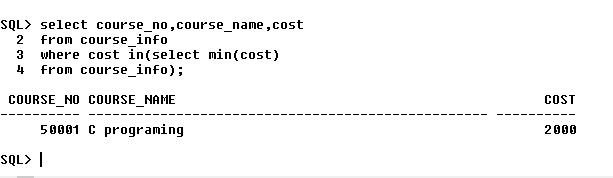 SQL> select course_no,course_name,cost
  2  from course_info
  3  where cost in(select min(cost)
  4  from course_info);
 COURSE_NO COURSE_NAME                                              COST
---------- -------------------------------------------------- ----------
     50001 C programing                                             2000
SQL>